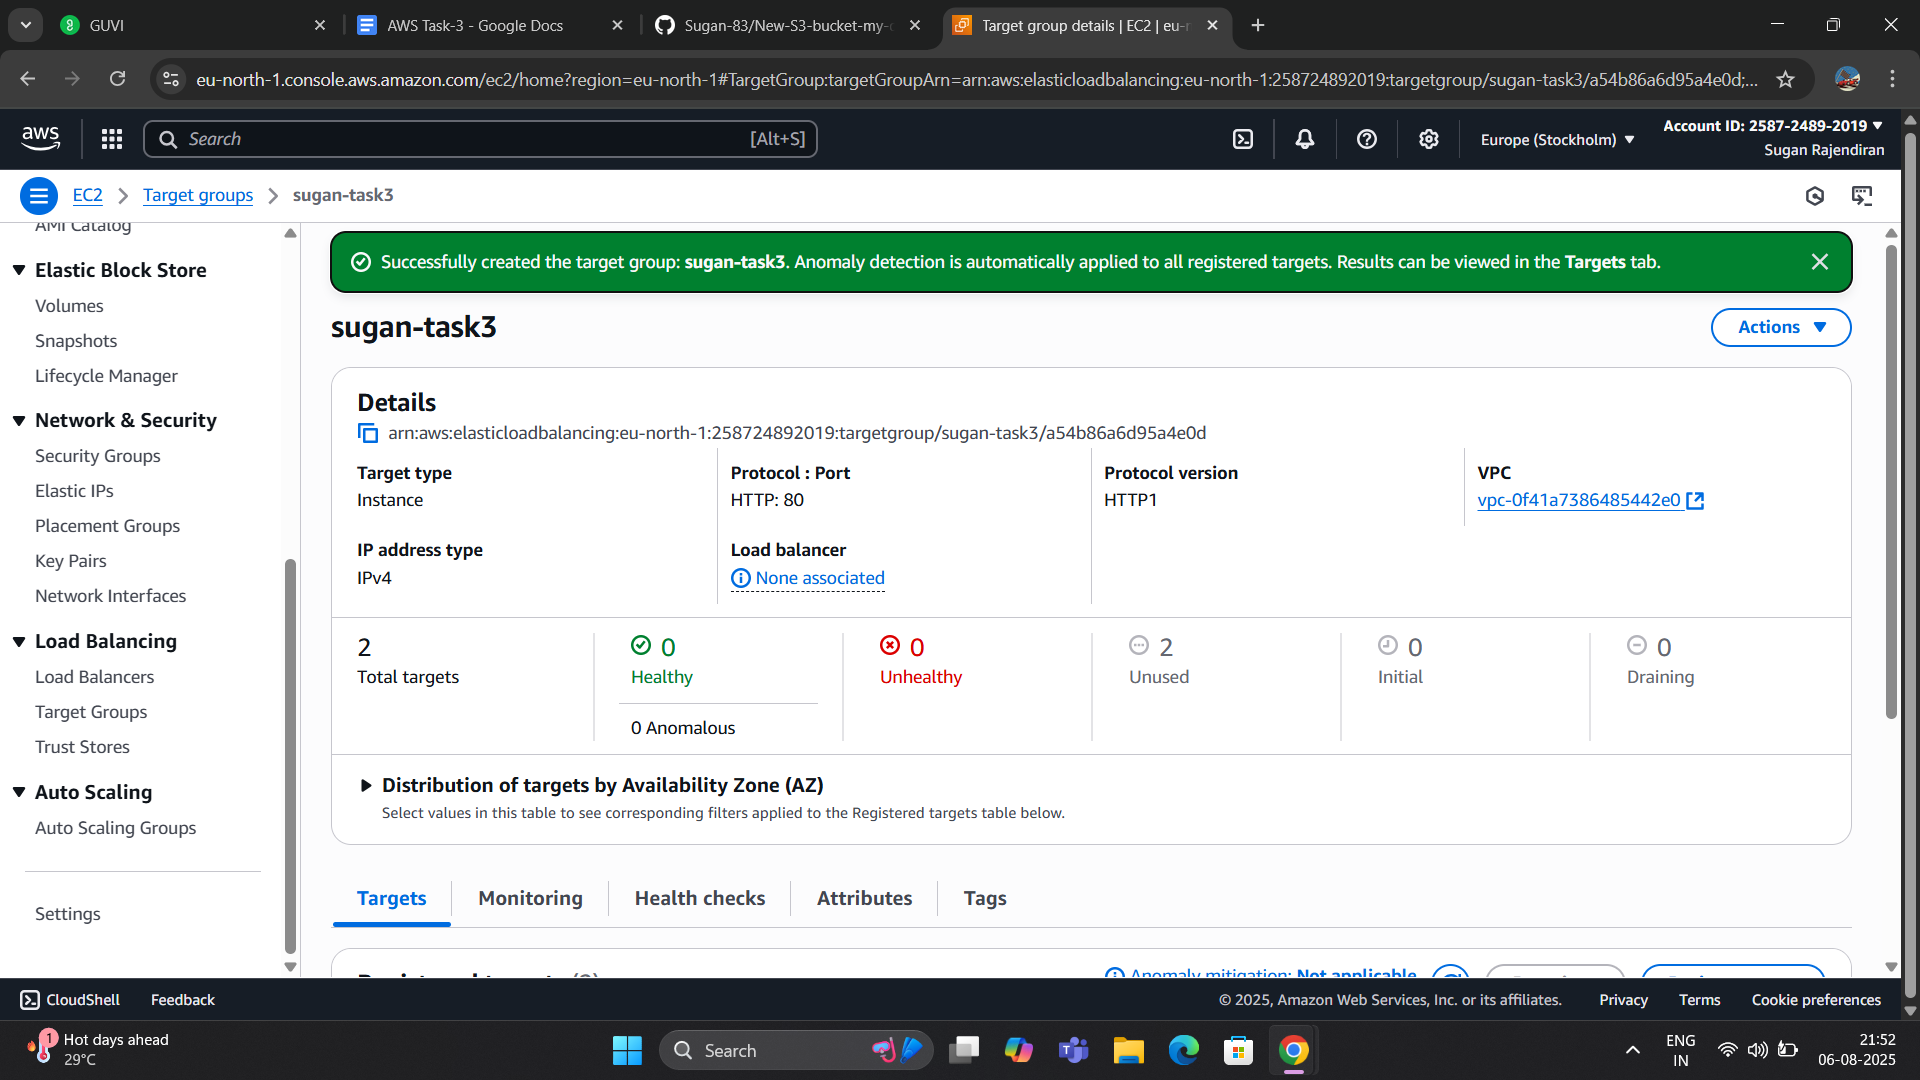 GUVI
AWS Task-3 - Google Docs
Sugan-83/New-S3-bucket-my-
Target group details | EC2 | eu-
eu-north-1.console.aws.amazon.com/ec2/home?region=eu-north-1#TargetGroup:targetGroupArn=arn:aws:elasticloadbalancing:eu-north-1:258724892019:targetgroup/sugan-task3/a54b86a6d95a4e0d;...
aws
Search
[Alt+S]
Europe (Stockholm)
Account ID: 2587-2489-2019
Sugan Rajendiran
EC2
Target groups
sugan-task3
AMI Catalog
Elastic Block Store
Volumes
Snapshots
Lifecycle Manager
Network & Security
Security Groups
Elastic IPs
Placement Groups
Key Pairs
Network Interfaces
Load Balancing
Load Balancers
Target Groups
Trust Stores
Auto Scaling
Auto Scaling Groups
Settings
Successfully created the target group: sugan-task3. Anomaly detection is automatically applied to all registered targets. Results can be viewed in the Targets tab.
sugan-task3
Actions
Details
arn:aws:elasticloadbalancing:eu-north-1:258724892019:targetgroup/sugan-task3/a54b86a6d95a4e0d
Target type
Instance
Protocol : Port
HTTP: 80
Protocol version
HTTP1
VPC
vpc-0f41a7386485442e0
IP address type
IPv4
Load balancer
None associated
2
Total targets
0
Healthy
0 Anomalous
0
Unhealthy
2
Unused
0
Initial
0
Draining
Distribution of targets by Availability Zone (AZ)
Select values in this table to see corresponding filters applied to the Registered targets table below.
Targets
Monitoring
Health checks
Attributes
Tags
Anomaly mitigation: Not applicable
CloudShell
Feedback
© 2025, Amazon Web Services, Inc. or its affiliates.
Privacy
Terms
Cookie preferences
1
Hot days ahead
29°C
Search
ENG
IN
21:52
06-08-2025